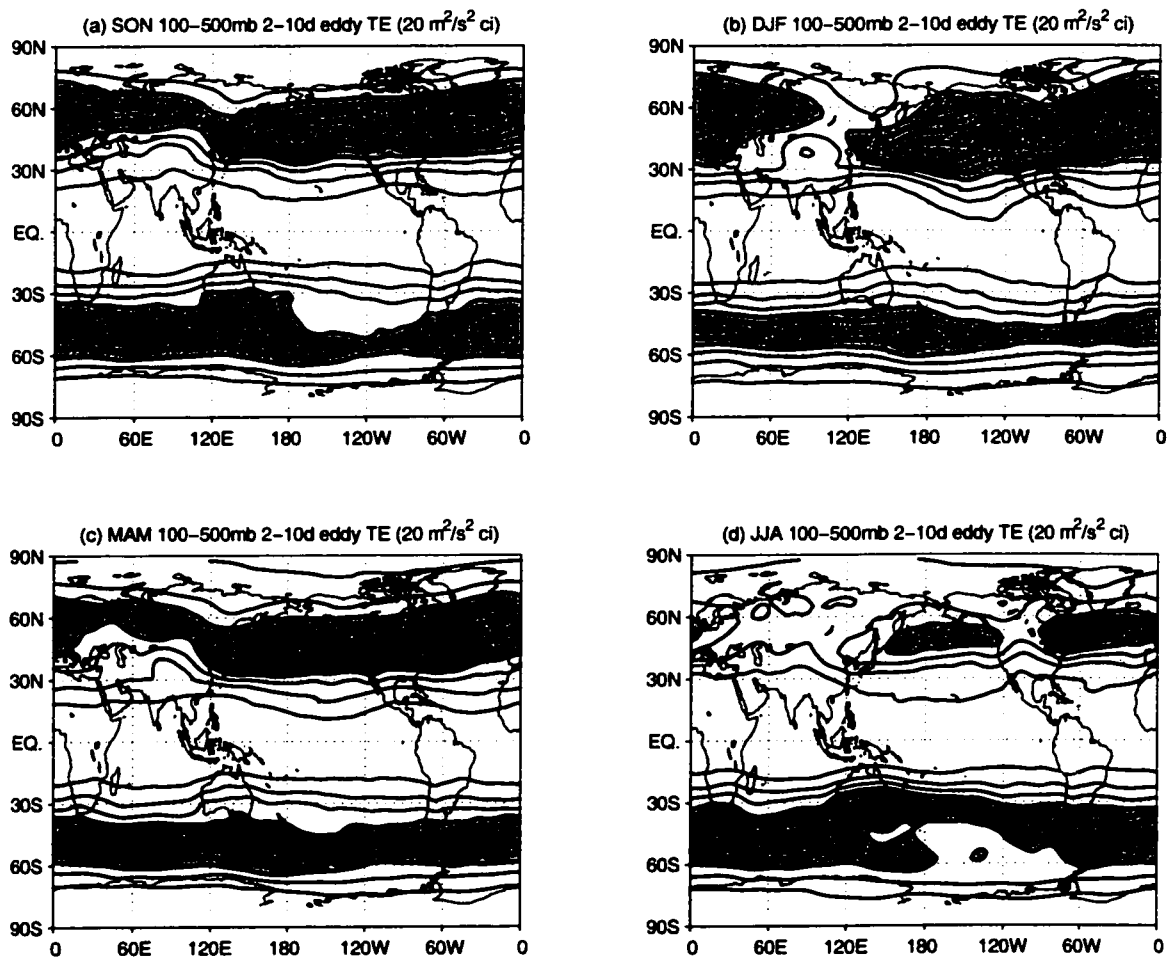 (a) SON 100-500mb 2-10d eddy TE (20 m²/s² ci)
90N
60N
30N
EQ.
30S
60S
90S
0 60E 120E 180 120W 60W 0
(b) DJF 100-500mb 2-10d eddy TE (20 m²/s² ci)
90N
60N
30N
EQ.
30S
60S
90S
0 60E 120E 180 120W 60W 0
(c) MAM 100-500mb 2-10d eddy TE (20 m²/s² ci)
90N
60N
30N
EQ.
30S
60S
90S
0 60E 120E 180 120W 60W 0
(d) JJA 100-500mb 2-10d eddy TE (20 m²/s² ci)
90N
60N
30N
EQ.
30S
60S
90S
0 60E 120E 180 120W 60W 0